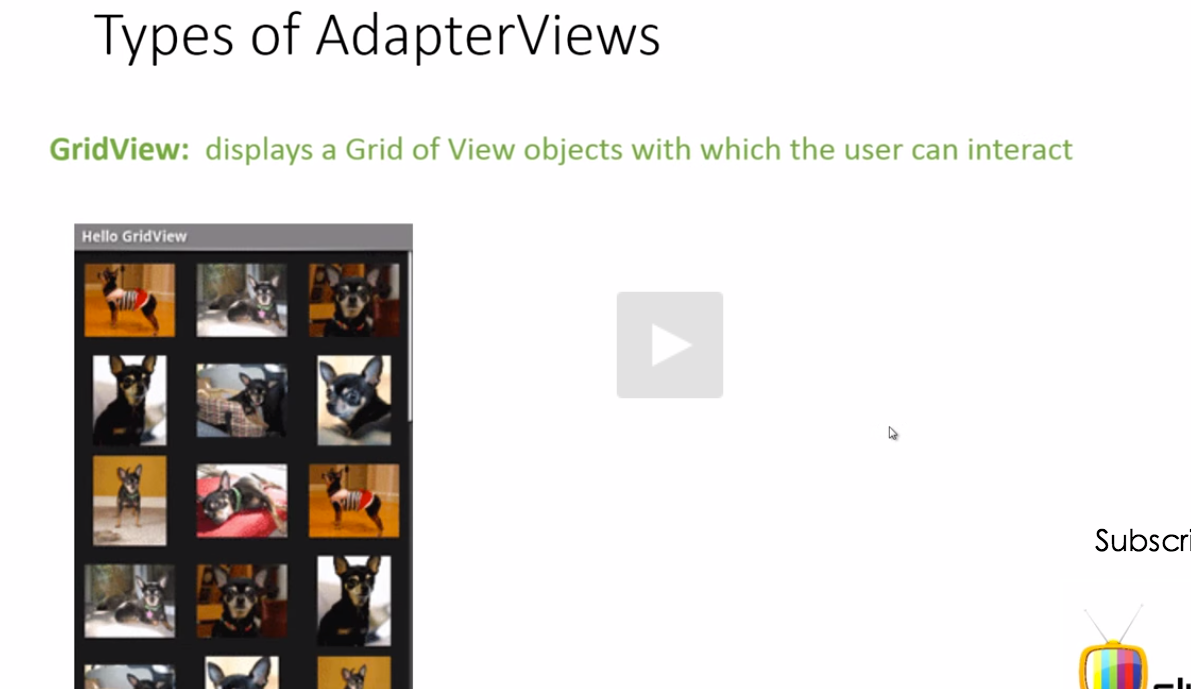 Types of AdapterViews
GridView: displays a Grid of View objects with which the user can interact
Hello GridView
Subscri